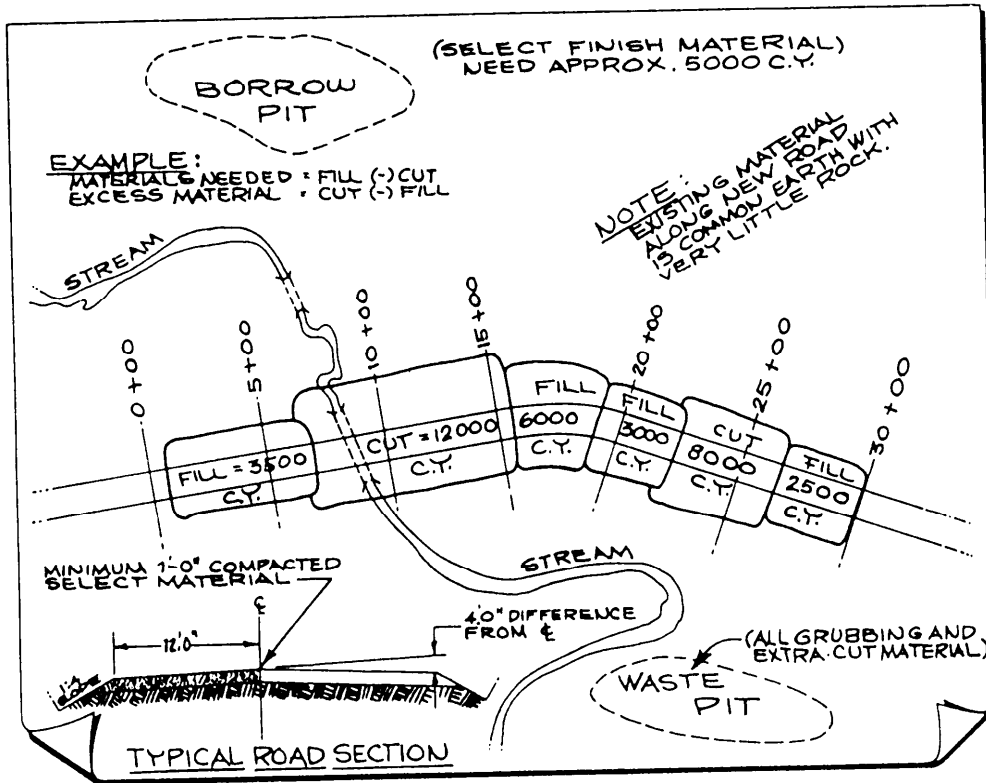 (SELECT FINISH MATERIAL)
NEED APPROX. 5000 C.Y.
BORROW
PIT
EXAMPLE:
MATERIALS NEEDED = FILL (-) CUT
EXCESS MATERIAL = CUT (-) FILL
NOTE:
EXISTING MATERIAL
ALONG NEW ROAD
IS COMMON EARTH WITH
VERY LITTLE ROCK.
STREAM
0+00
5+00
10+00
15+00
20+00
25+00
30+00
FILL = 3500
C.Y.
CUT = 12000
C.Y.
FILL
6000
C.Y.
FILL
3000
C.Y.
CUT
8000
C.Y.
FILL
2500
C.Y.
STREAM
MINIMUM 1'-0" COMPACTED
SELECT MATERIAL
℄
12'.0"
4'.0" DIFFERENCE
FROM ℄
(ALL GRUBBING AND
EXTRA CUT MATERIAL)
WASTE
PIT
TYPICAL ROAD SECTION